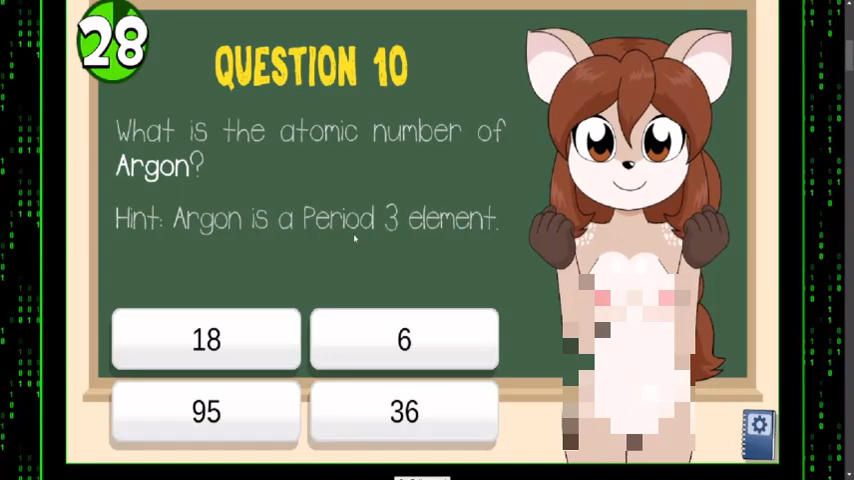 28
QUESTION 10
What is the atomic number of
Argon?
Hint: Argon is a Period 3 element.
18
6
95
36